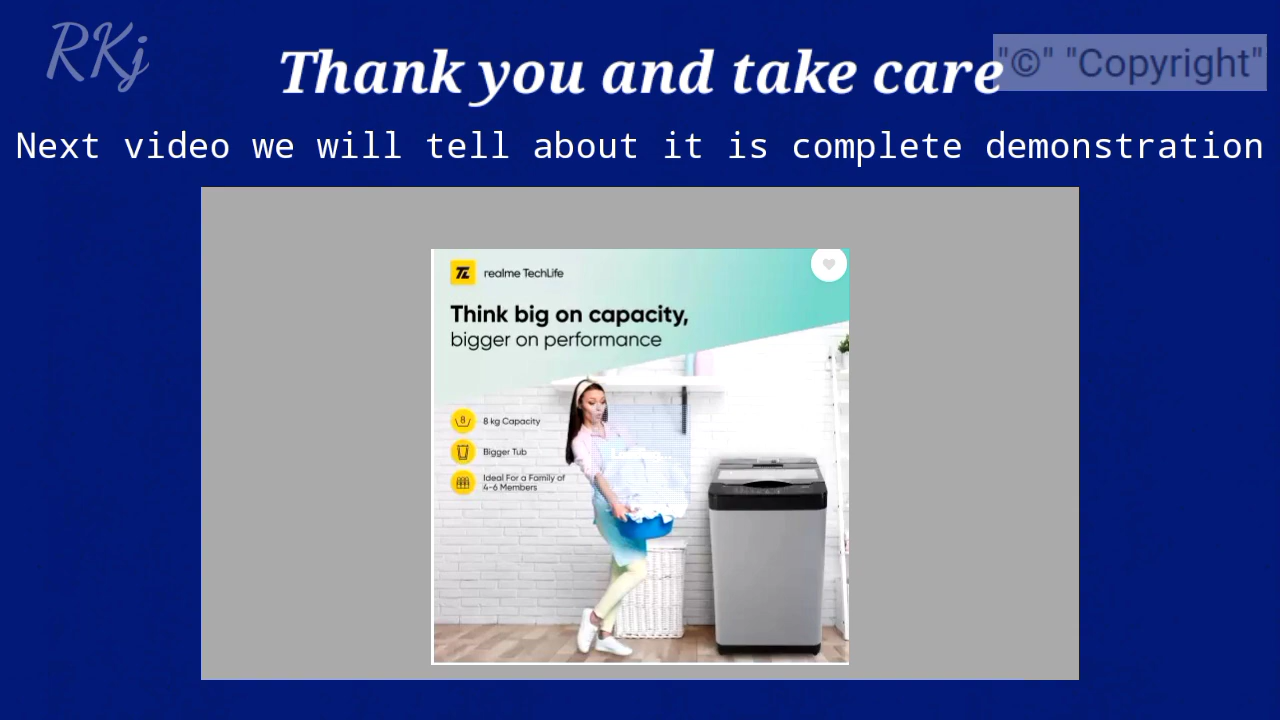 RKj
Thank you and take care
"©" "Copyright"
Next video we will tell about it is complete demonstration
TL realme TechLife
Think big on capacity,
bigger on performance
8 8 kg Capacity
Bigger Tub
Ideal For a Family of
4-6 Members